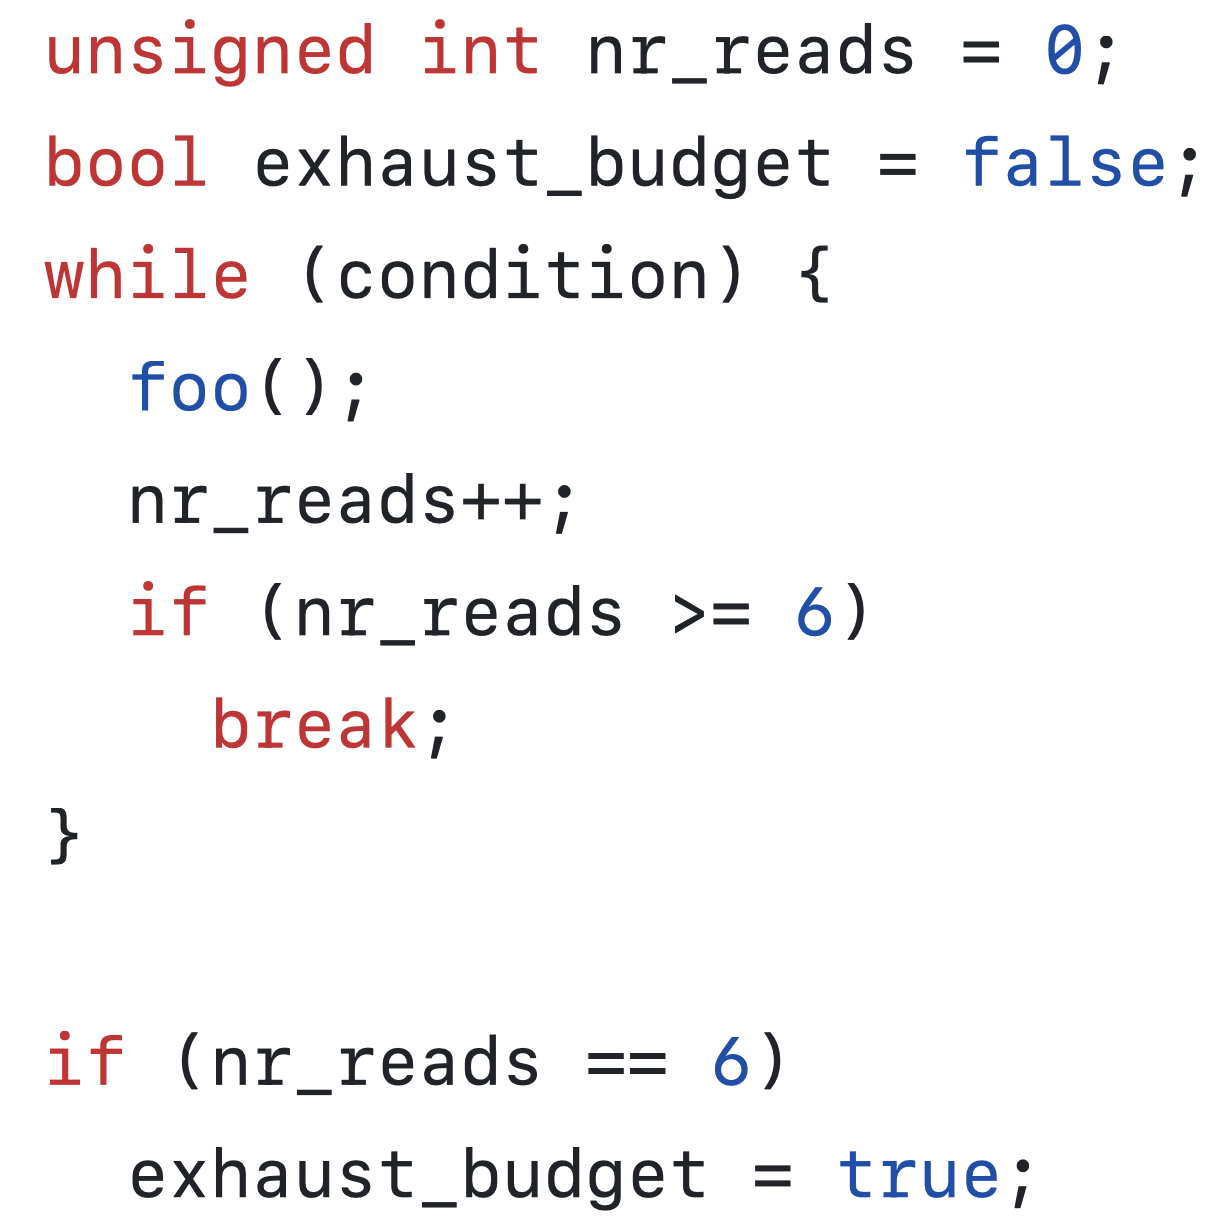 unsigned int nr_reads = 0;
bool exhaust_budget = false;
while (condition) {
  foo();
  nr_reads++;
  if (nr_reads >= 6)
    break;
}

if (nr_reads == 6)
  exhaust_budget = true;